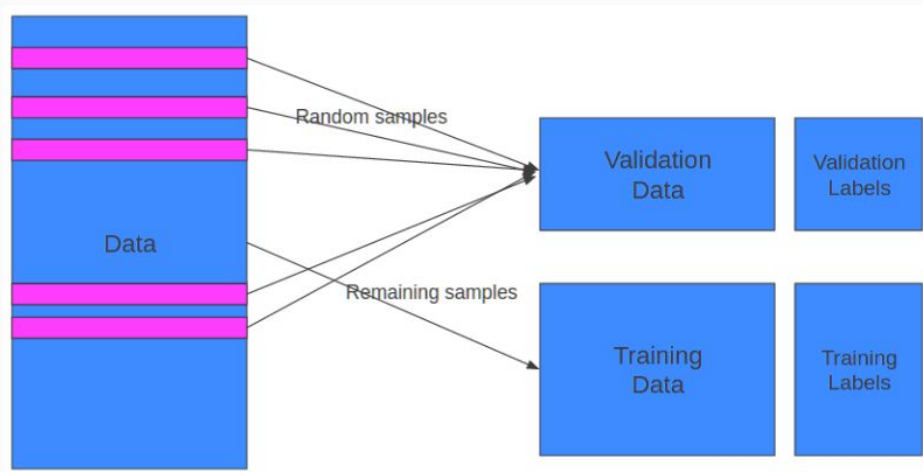 Random samples
Validation
Data
Validation
Labels
Data
Remaining samples
Training
Data
Training
Labels